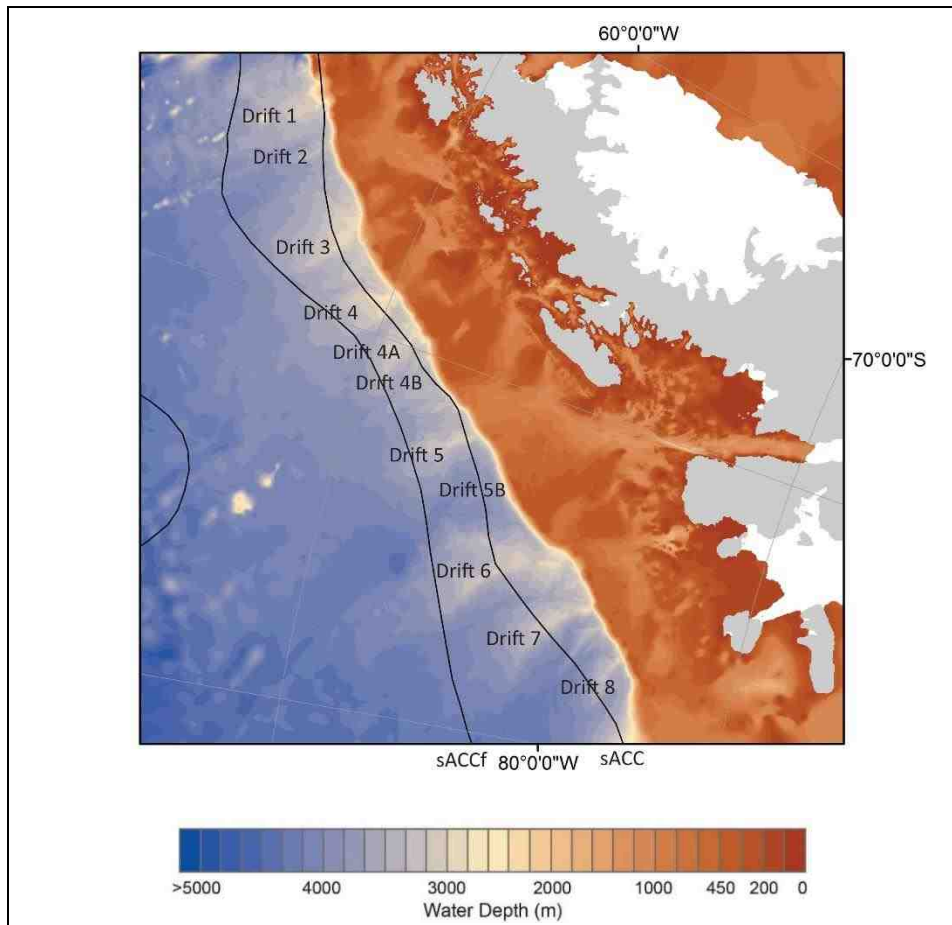 60°0'0"W
Drift 1
Drift 2
Drift 3
Drift 4
Drift 4A
70°0'0"S
Drift 4B
Drift 5
Drift 5B
Drift 6
Drift 7
Drift 8
sACCf 80°0'0"W sACC
>5000 4000 3000 2000 1000 450 200 0
Water Depth (m)